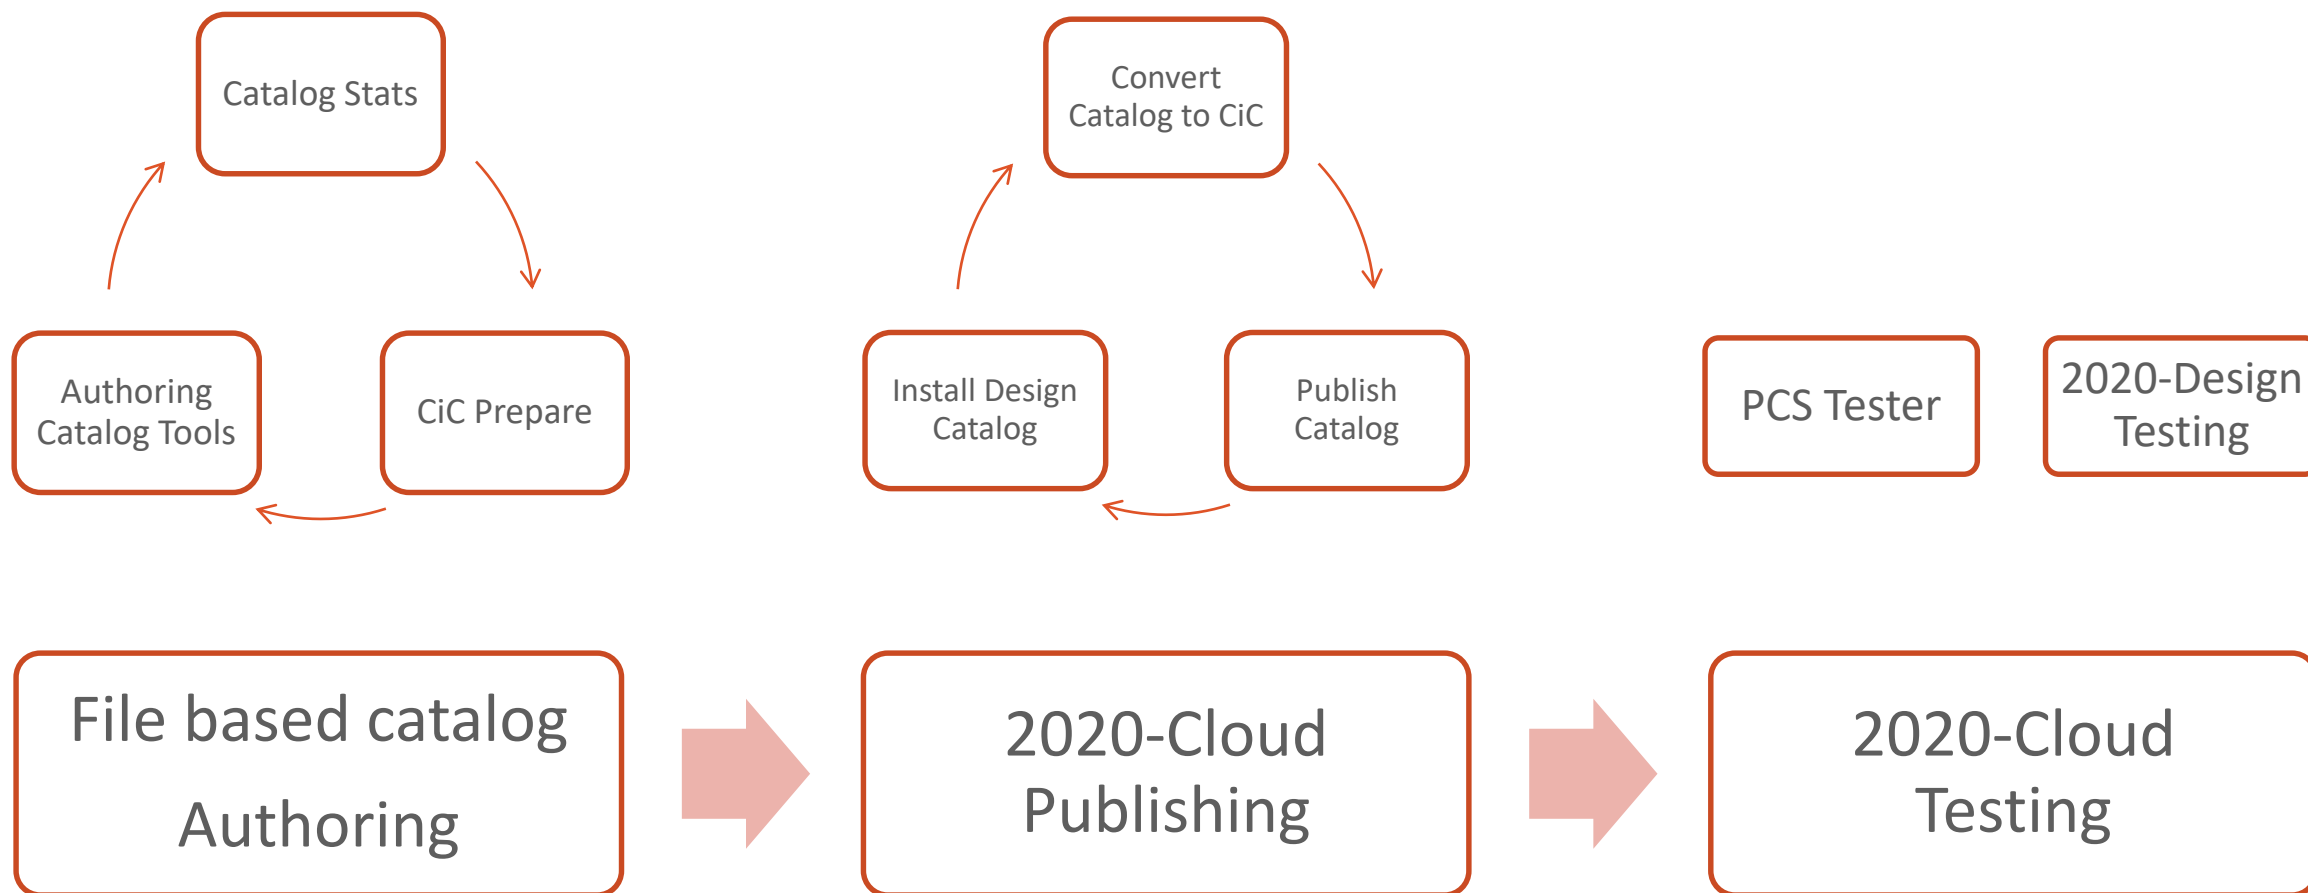 Catalog Stats
Authoring
Catalog Tools
CiC Prepare
Convert
Catalog to CiC
Install Design
Catalog
Publish
Catalog
PCS Tester
2020-Design
Testing
File based catalog
Authoring
2020-Cloud
Publishing
2020-Cloud
Testing